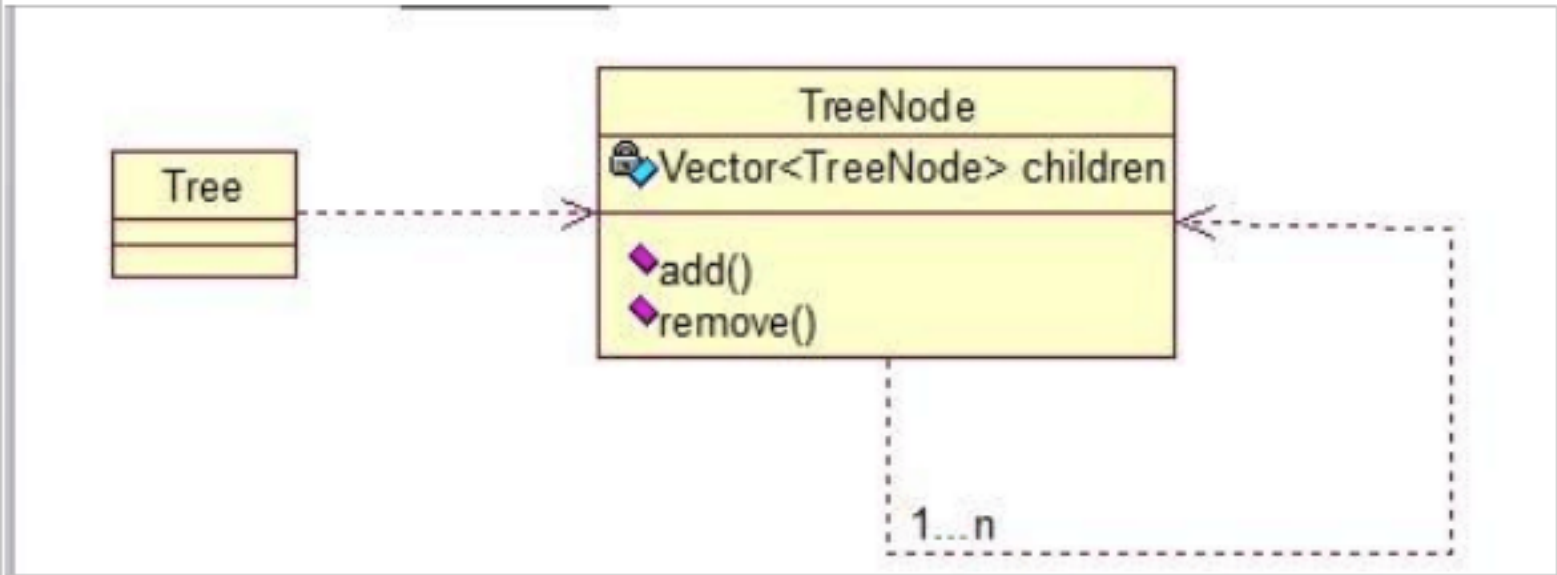 Tree
TreeNode
Vector<TreeNode> children
add()
remove()
1...n